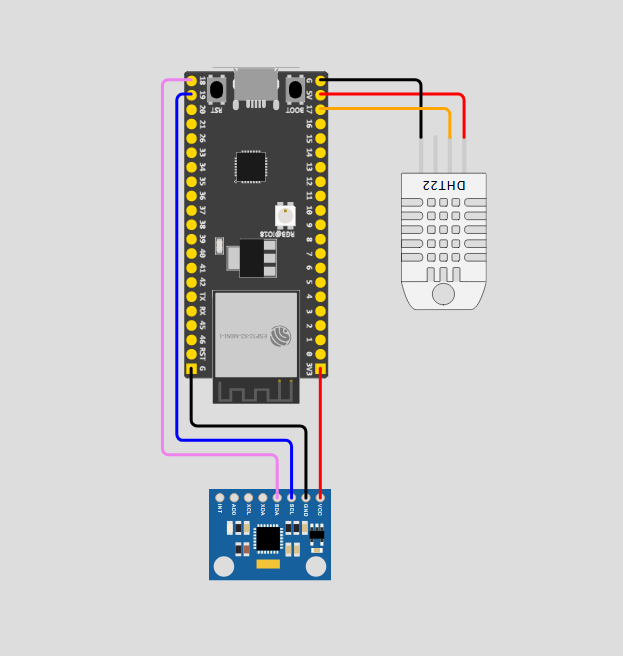 18
19
20
21
26
33
34
35
36
37
38
39
40
41
42
TX
RX
45
46
RST
G
RST
BOOT
RGB@IO18
ESP32-S2-MINI-1
G
5V
17
16
15
14
13
12
11
10
9
8
7
6
5
4
3
2
1
0
3V3
DHT22
INT
AD0
XCL
XDA
SDA
SCL
GND
VCC